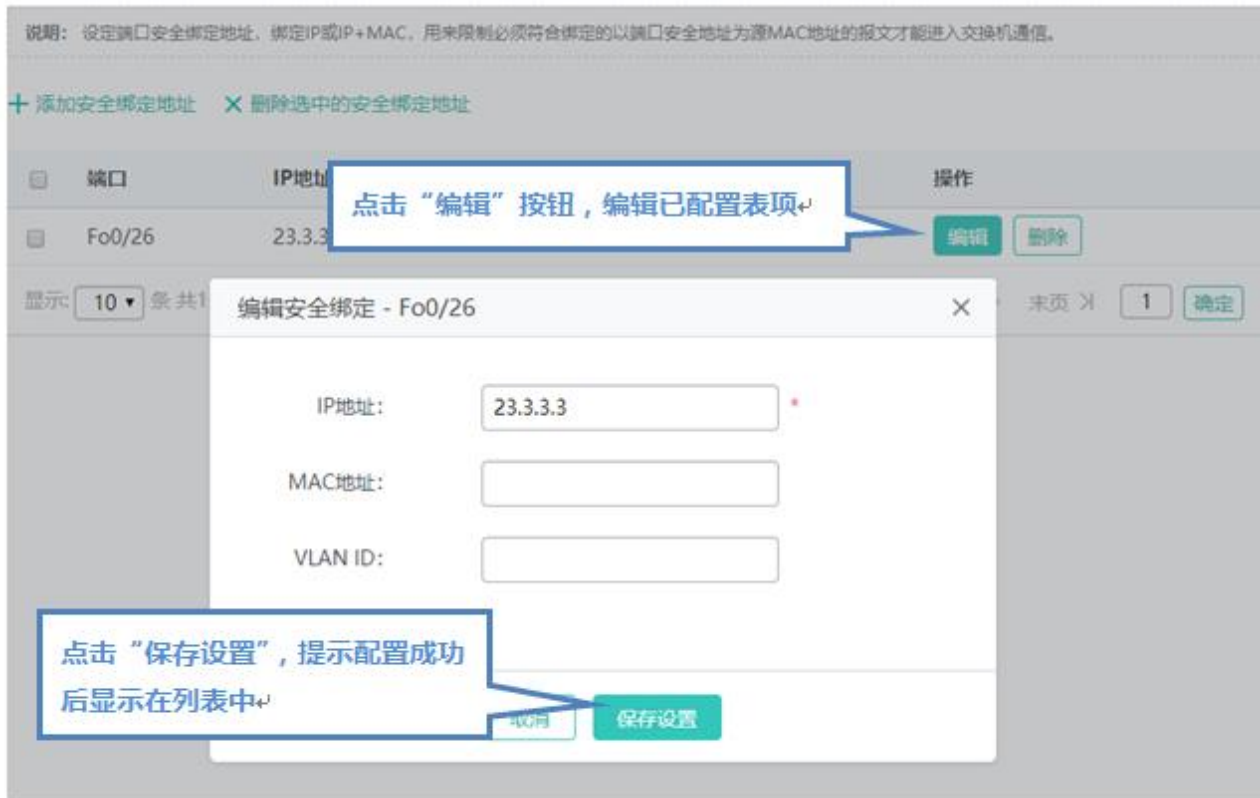 说明： 设定端口安全绑定地址，绑定IP或IP+MAC，用来限制必须符合绑定的以端口安全地址为源MAC地址的报文才能进入交换机通信。
添加安全绑定地址 删除选中的安全绑定地址
端口 IP地址 操作
点击“编辑”按钮，编辑已配置表项
Fo0/26 23.3.3 编辑 删除
显示: 10 条 共1 末页 1 确定
编辑安全绑定 - Fo0/26
IP地址: 23.3.3.3 *
MAC地址:
VLAN ID:
点击“保存设置”，提示配置成功
后显示在列表中
取消 保存设置